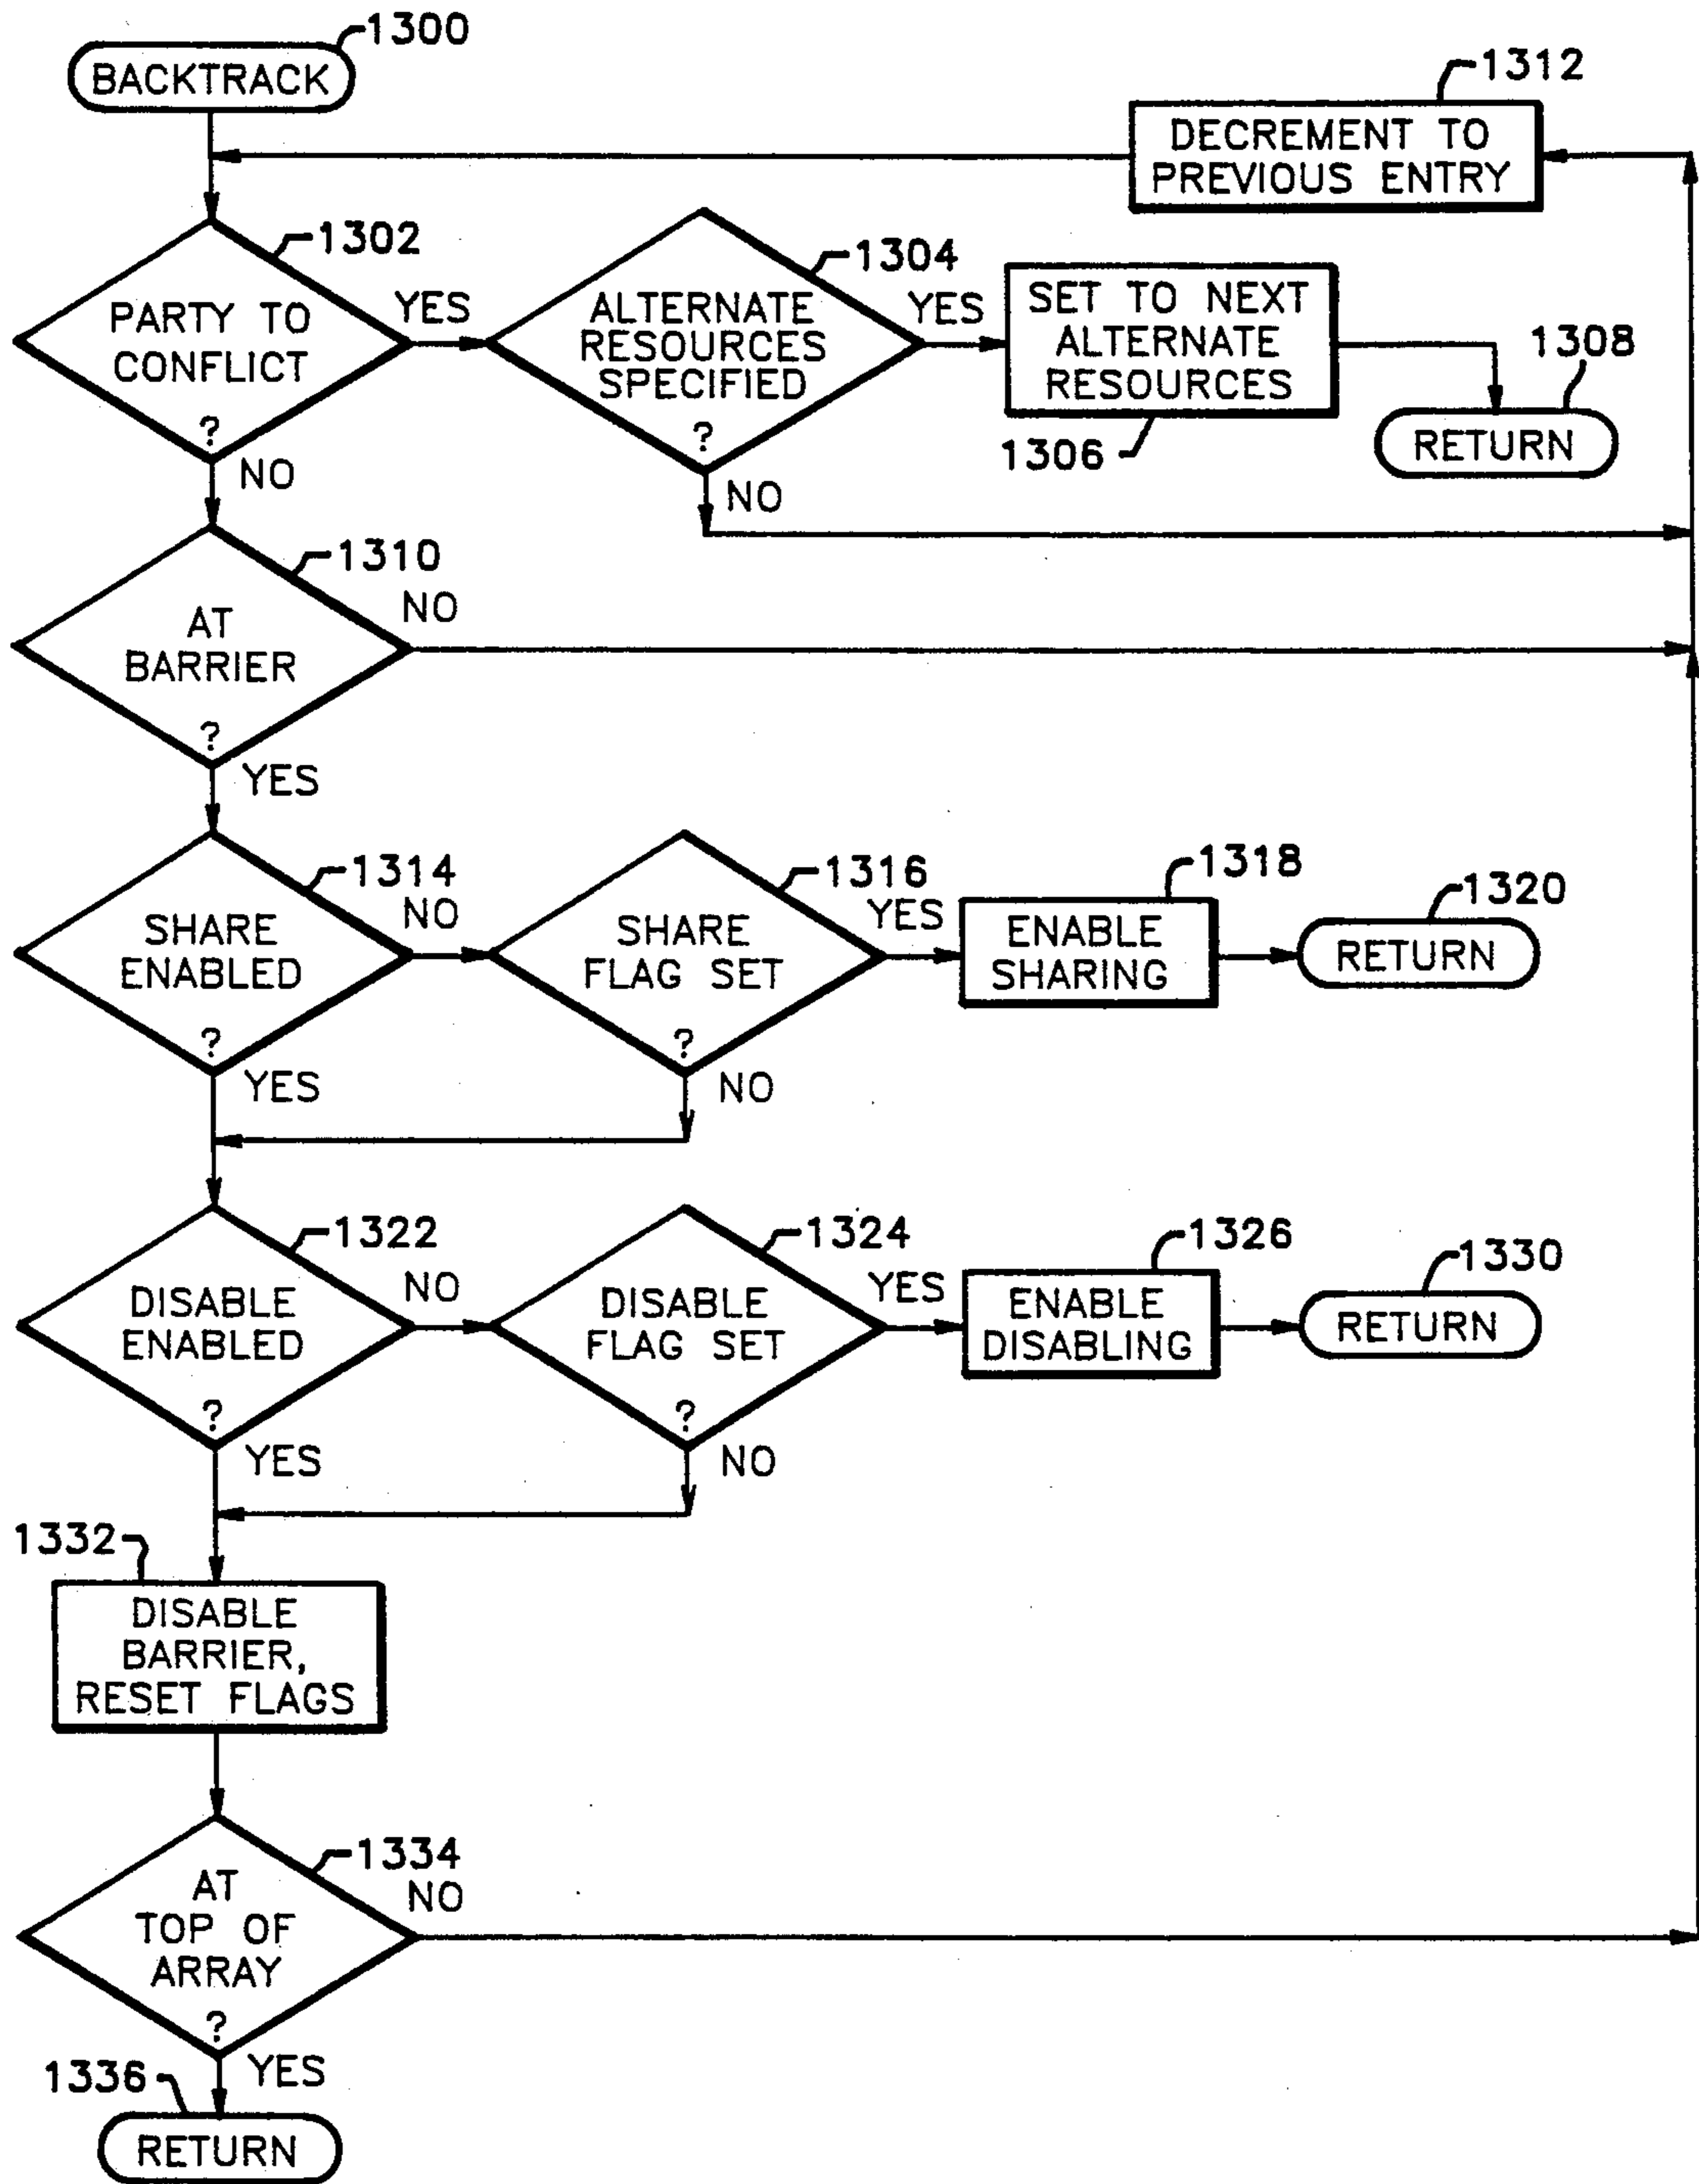 1300
BACKTRACK
1312
DECREMENT TO
PREVIOUS ENTRY
1302
PARTY TO
CONFLICT
?
YES
NO
1304
ALTERNATE
RESOURCES
SPECIFIED
?
YES
NO
SET TO NEXT
ALTERNATE
RESOURCES
1306
1308
RETURN
1310
AT
BARRIER
?
NO
YES
1314
SHARE
ENABLED
?
NO
YES
1316
SHARE
FLAG SET
?
YES
NO
1318
ENABLE
SHARING
1320
RETURN
1322
DISABLE
ENABLED
?
NO
YES
1324
DISABLE
FLAG SET
?
YES
NO
1326
ENABLE
DISABLING
1330
RETURN
1332
DISABLE
BARRIER,
RESET FLAGS
1334
AT
TOP OF
ARRAY
?
NO
YES
1336
RETURN